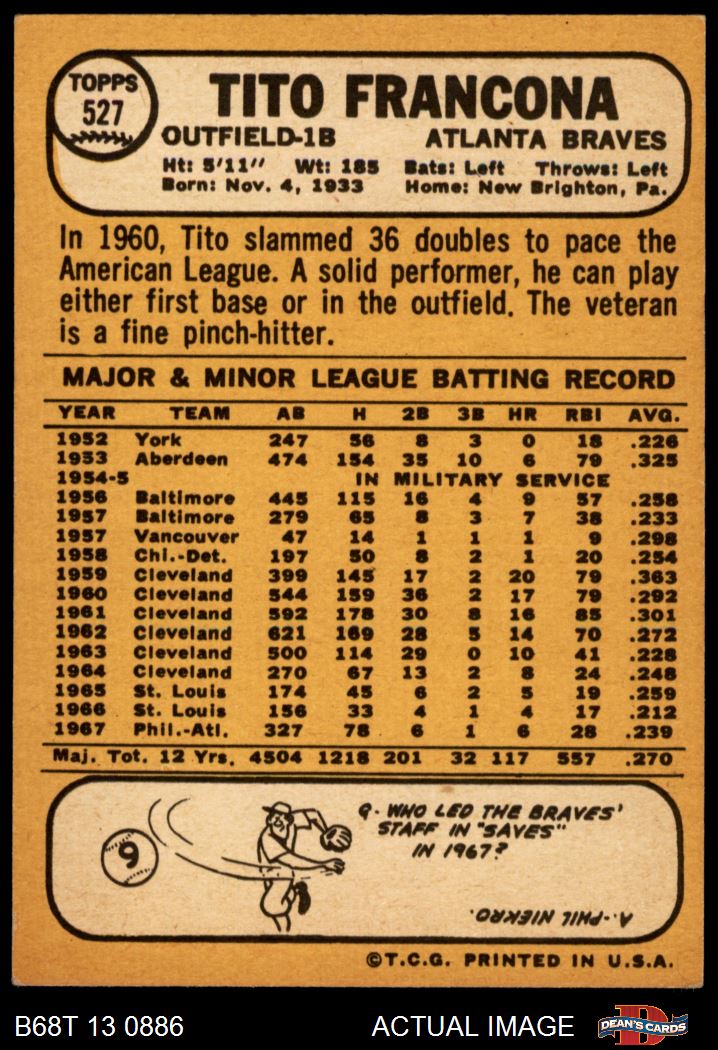 TOPPS
527
TITO FRANCONA
OUTFIELD-1B ATLANTA BRAVES
Ht: 5'11" Wt: 185 Bats: Left Throws: Left
Born: Nov. 4, 1933 Home: New Brighton, Pa.
In 1960, Tito slammed 36 doubles to pace the
American League. A solid performer, he can play
either first base or in the outfield. The veteran
is a fine pinch-hitter.
MAJOR & MINOR LEAGUE BATTING RECORD
YEAR TEAM AB H 2B 3B HR RBI AVG.
1952 York 247 56 8 3 0 18 .226
1953 Aberdeen 474 154 35 10 6 79 .325
1954-5 IN MILITARY SERVICE
1956 Baltimore 445 115 16 4 9 57 .258
1957 Baltimore 279 65 8 3 7 38 .233
1957 Vancouver 47 14 1 1 1 9 .298
1958 Chi.-Det. 197 50 8 2 1 20 .254
1959 Cleveland 399 145 17 2 20 79 .363
1960 Cleveland 544 159 36 2 17 79 .292
1961 Cleveland 592 178 30 8 16 85 .301
1962 Cleveland 621 169 28 5 14 70 .272
1963 Cleveland 500 114 29 0 10 41 .228
1964 Cleveland 270 67 13 2 8 24 .248
1965 St. Louis 174 45 6 2 5 19 .259
1966 St. Louis 156 33 4 1 4 17 .212
1967 Phil.-Atl. 327 78 6 1 6 28 .239
Maj. Tot. 12 Yrs. 4504 1218 201 32 117 557 .270
9
Q- WHO LED THE BRAVES'
STAFF IN "SAVES"
IN 1967?
A.-PHIL NIEKRO.
©T.C.G. PRINTED IN U.S.A.
B68T 13 0886 ACTUAL IMAGE
D
DEAN'S CARDS